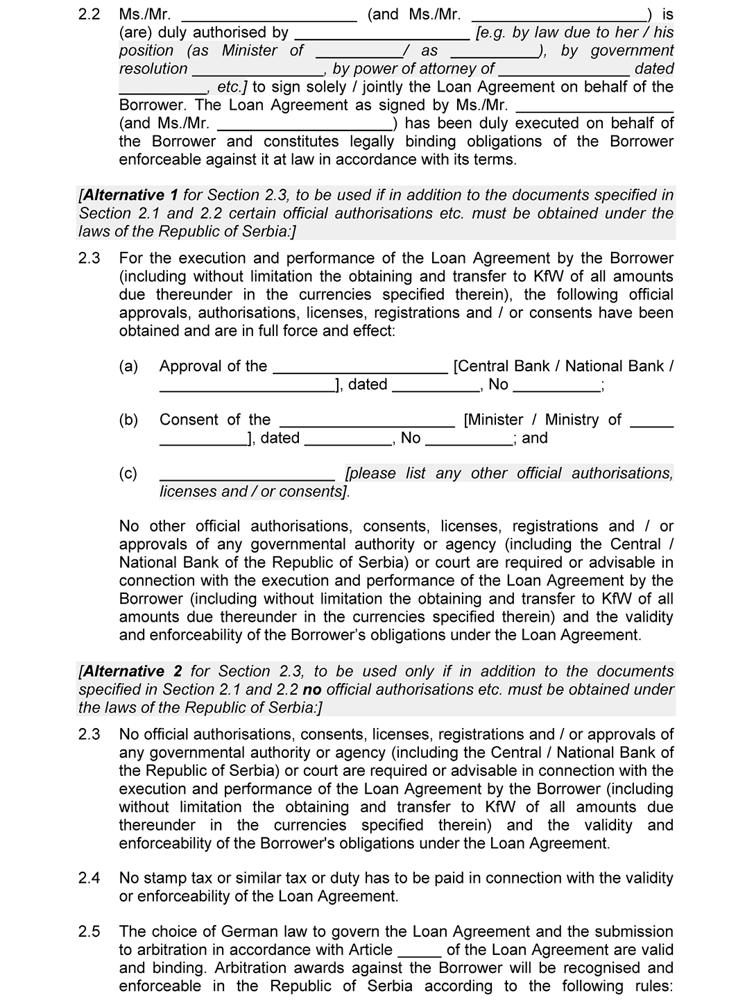 2.2 Ms./Mr. ____________________ (and Ms./Mr. ____________________) is
(are) duly authorised by ____________________ [e.g. by law due to her / his
position (as Minister of __________/ as __________), by government
resolution _______________, by power of attorney of _______________ dated
__________, etc.] to sign solely / jointly the Loan Agreement on behalf of the
Borrower. The Loan Agreement as signed by Ms./Mr. __________________
(and Ms./Mr. ____________________) has been duly executed on behalf of
the Borrower and constitutes legally binding obligations of the Borrower
enforceable against it at law in accordance with its terms.
[Alternative 1 for Section 2.3, to be used if in addition to the documents specified in
Section 2.1 and 2.2 certain official authorisations etc. must be obtained under the
laws of the Republic of Serbia:]
2.3 For the execution and performance of the Loan Agreement by the Borrower
(including without limitation the obtaining and transfer to KfW of all amounts
due thereunder in the currencies specified therein), the following official
approvals, authorisations, licenses, registrations and / or consents have been
obtained and are in full force and effect:
(a) Approval of the ____________________ [Central Bank / National Bank /
____________________], dated __________, No __________;
(b) Consent of the ____________________ [Minister / Ministry of _____
__________], dated __________, No __________; and
(c) ____________________ [please list any other official authorisations,
licenses and / or consents].
No other official authorisations, consents, licenses, registrations and / or
approvals of any governmental authority or agency (including the Central /
National Bank of the Republic of Serbia) or court are required or advisable in
connection with the execution and performance of the Loan Agreement by the
Borrower (including without limitation the obtaining and transfer to KfW of all
amounts due thereunder in the currencies specified therein) and the validity
and enforceability of the Borrower’s obligations under the Loan Agreement.
[Alternative 2 for Section 2.3, to be used only if in addition to the documents
specified in Section 2.1 and 2.2 no official authorisations etc. must be obtained under
the laws of the Republic of Serbia:]
2.3 No official authorisations, consents, licenses, registrations and / or approvals of
any governmental authority or agency (including the Central / National Bank of
the Republic of Serbia) or court are required or advisable in connection with the
execution and performance of the Loan Agreement by the Borrower (including
without limitation the obtaining and transfer to KfW of all amounts due
thereunder in the currencies specified therein) and the validity and
enforceability of the Borrower's obligations under the Loan Agreement.
2.4 No stamp tax or similar tax or duty has to be paid in connection with the validity
or enforceability of the Loan Agreement.
2.5 The choice of German law to govern the Loan Agreement and the submission
to arbitration in accordance with Article _____ of the Loan Agreement are valid
and binding. Arbitration awards against the Borrower will be recognised and
enforceable in the Republic of Serbia according to the following rules: